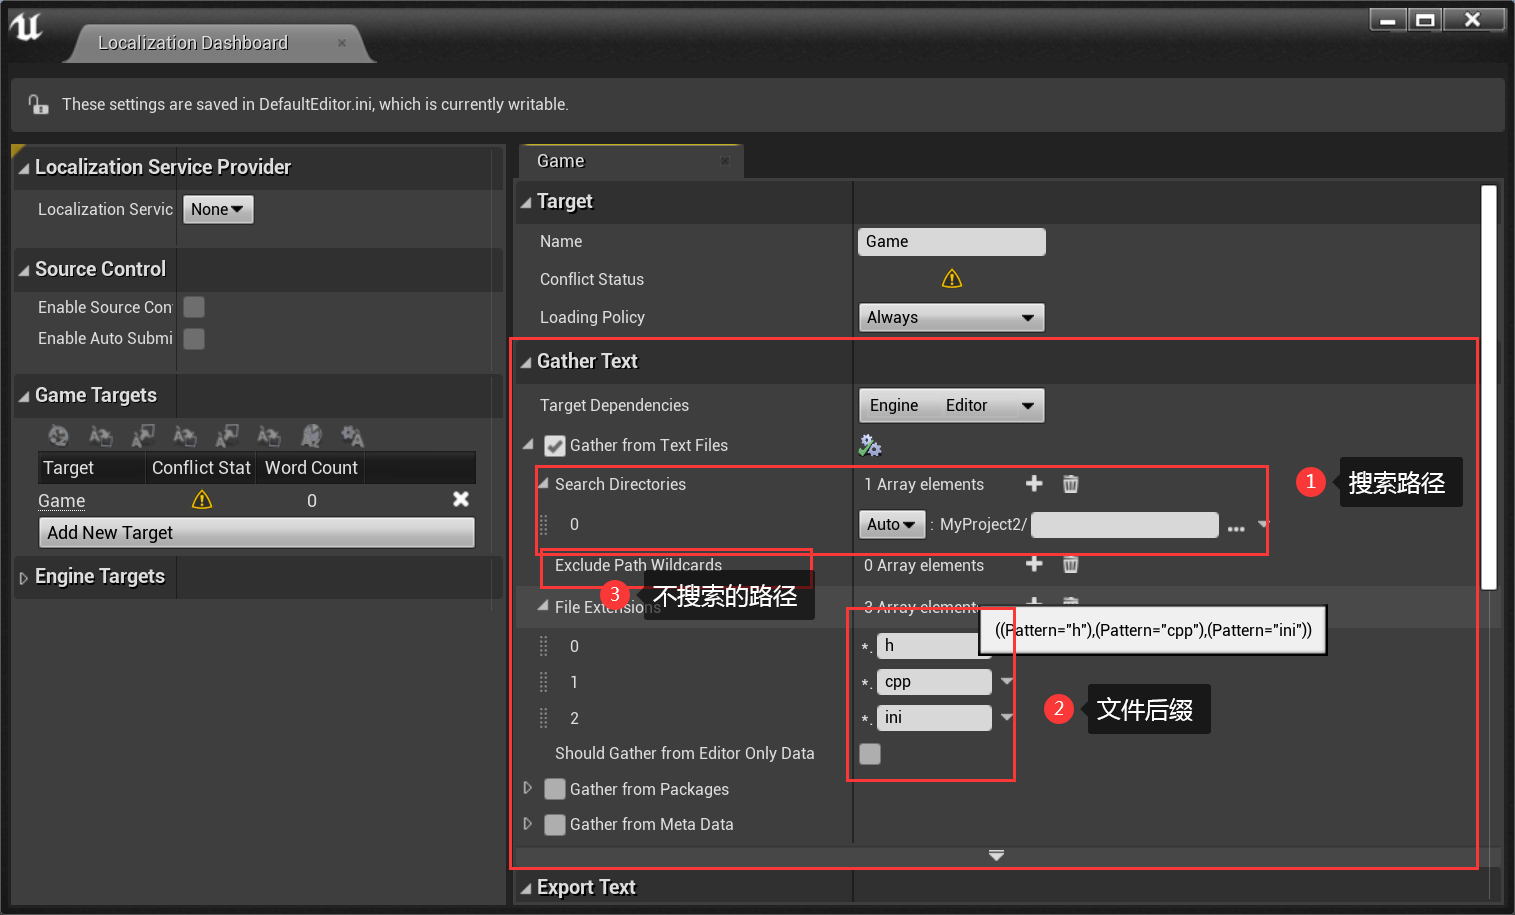 Localization Dashboard
These settings are saved in DefaultEditor.ini, which is currently writable.
Localization Service Provider
Localization Servic
None
Source Control
Enable Source Con
Enable Auto Submi
Game Targets
Target
Conflict Stat
Word Count
Game
0
Add New Target
Engine Targets
Game
Target
Name
Game
Conflict Status
Loading Policy
Always
Gather Text
Target Dependencies
Engine Editor
Gather from Text Files
Search Directories
1 Array elements
1 搜索路径
0
Auto : MyProject2/ ...
Exclude Path Wildcards
0 Array elements
3 不搜索的路径
File Extensions
3 Array elements
((Pattern="h"),(Pattern="cpp"),(Pattern="ini"))
0 *. h
1 *. cpp
2 *. ini
2 文件后缀
Should Gather from Editor Only Data
Gather from Packages
Gather from Meta Data
Export Text